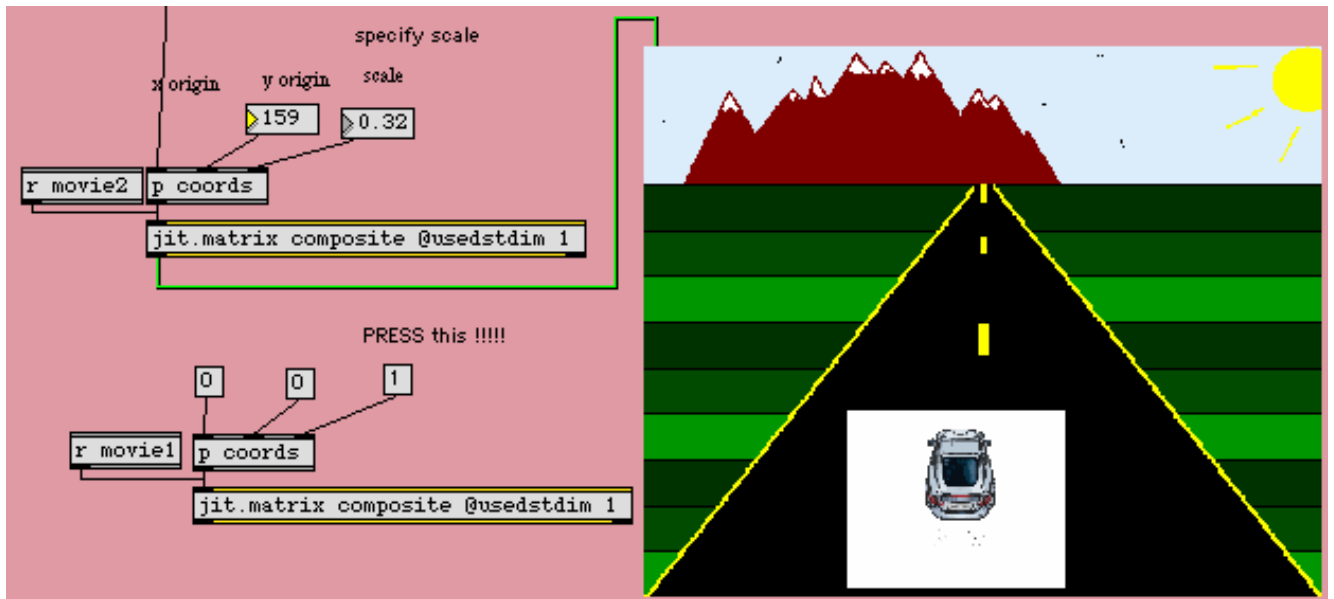 specify scale
x origin
y origin
scale
159
0.32
r movie2
p coords
jit.matrix composite @usedstdim 1
PRESS this !!!!!
0
0
1
r movie1
p coords
jit.matrix composite @usedstdim 1